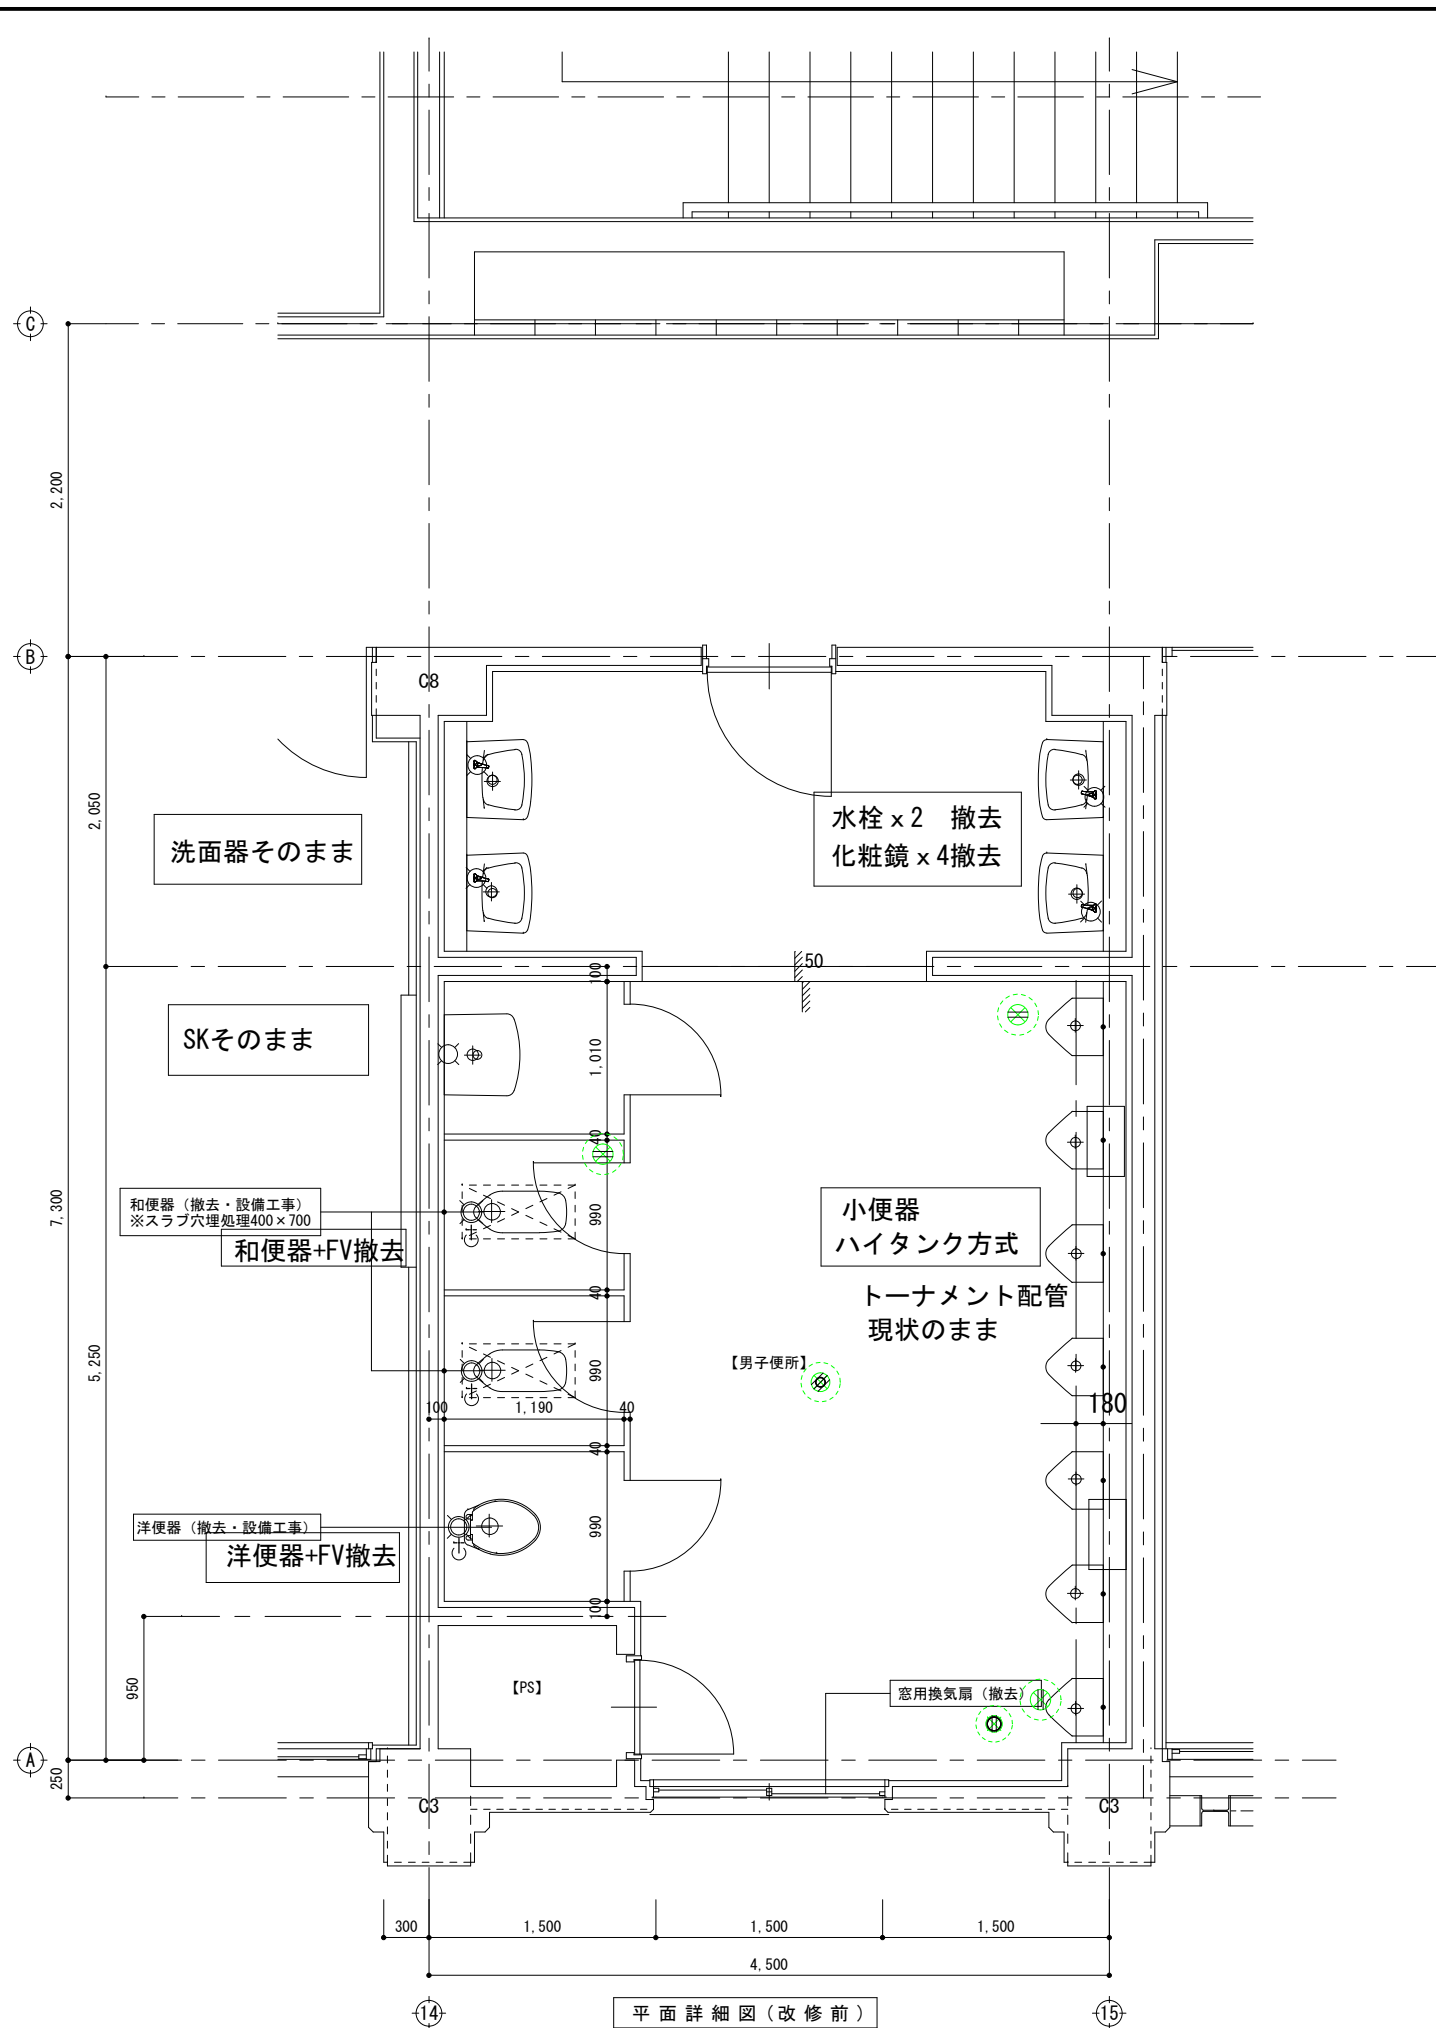 C
2,200
B
C8
2,050
水栓x2 撤去
化粧鏡x4撤去
洗面器そのまま
50
100
SKそのまま
1,010
40
和便器（撤去・設備工事）
※スラブ穴埋処理400×700
和便器+FV撤去
990
小便器
ハイタンク方式
トーナメント配管
現状のまま
7,300
40
5,250
【男子便所】
990
100
1,190
40
180
40
洋便器（撤去・設備工事）
洋便器+FV撤去
990
100
950
【PS】
窓用換気扇（撤去）
A
250
C3
C3
300
1,500
1,500
1,500
4,500
14
平面詳細図(改修前)
15